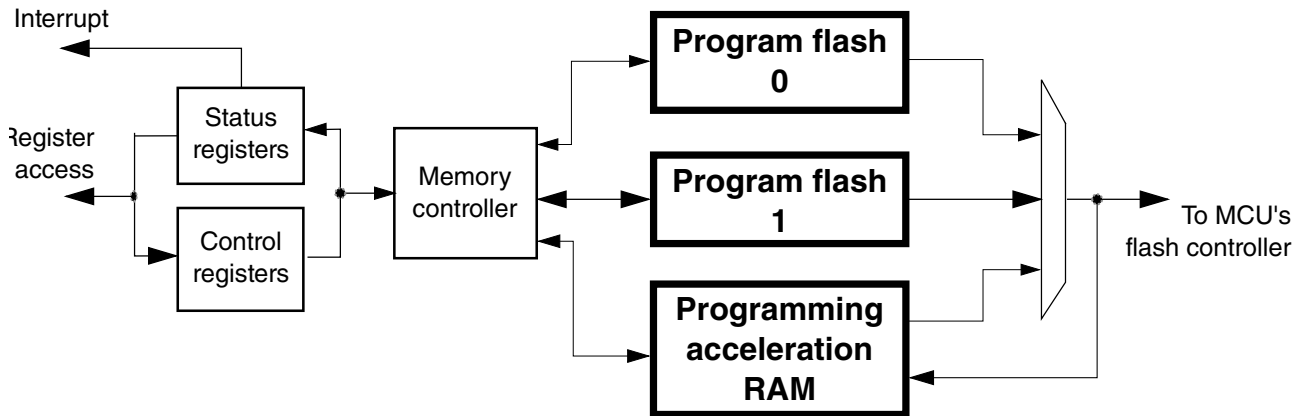 Interrupt
Register
access
Status
registers
Control
registers
Memory
controller
Program flash
0
Program flash
1
Programming
acceleration
RAM
To MCU's
flash controller